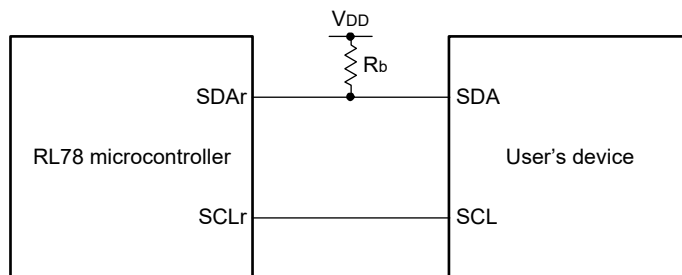 VDD
Rb
SDAr
SDA
RL78 microcontroller
User's device
SCLr
SCL